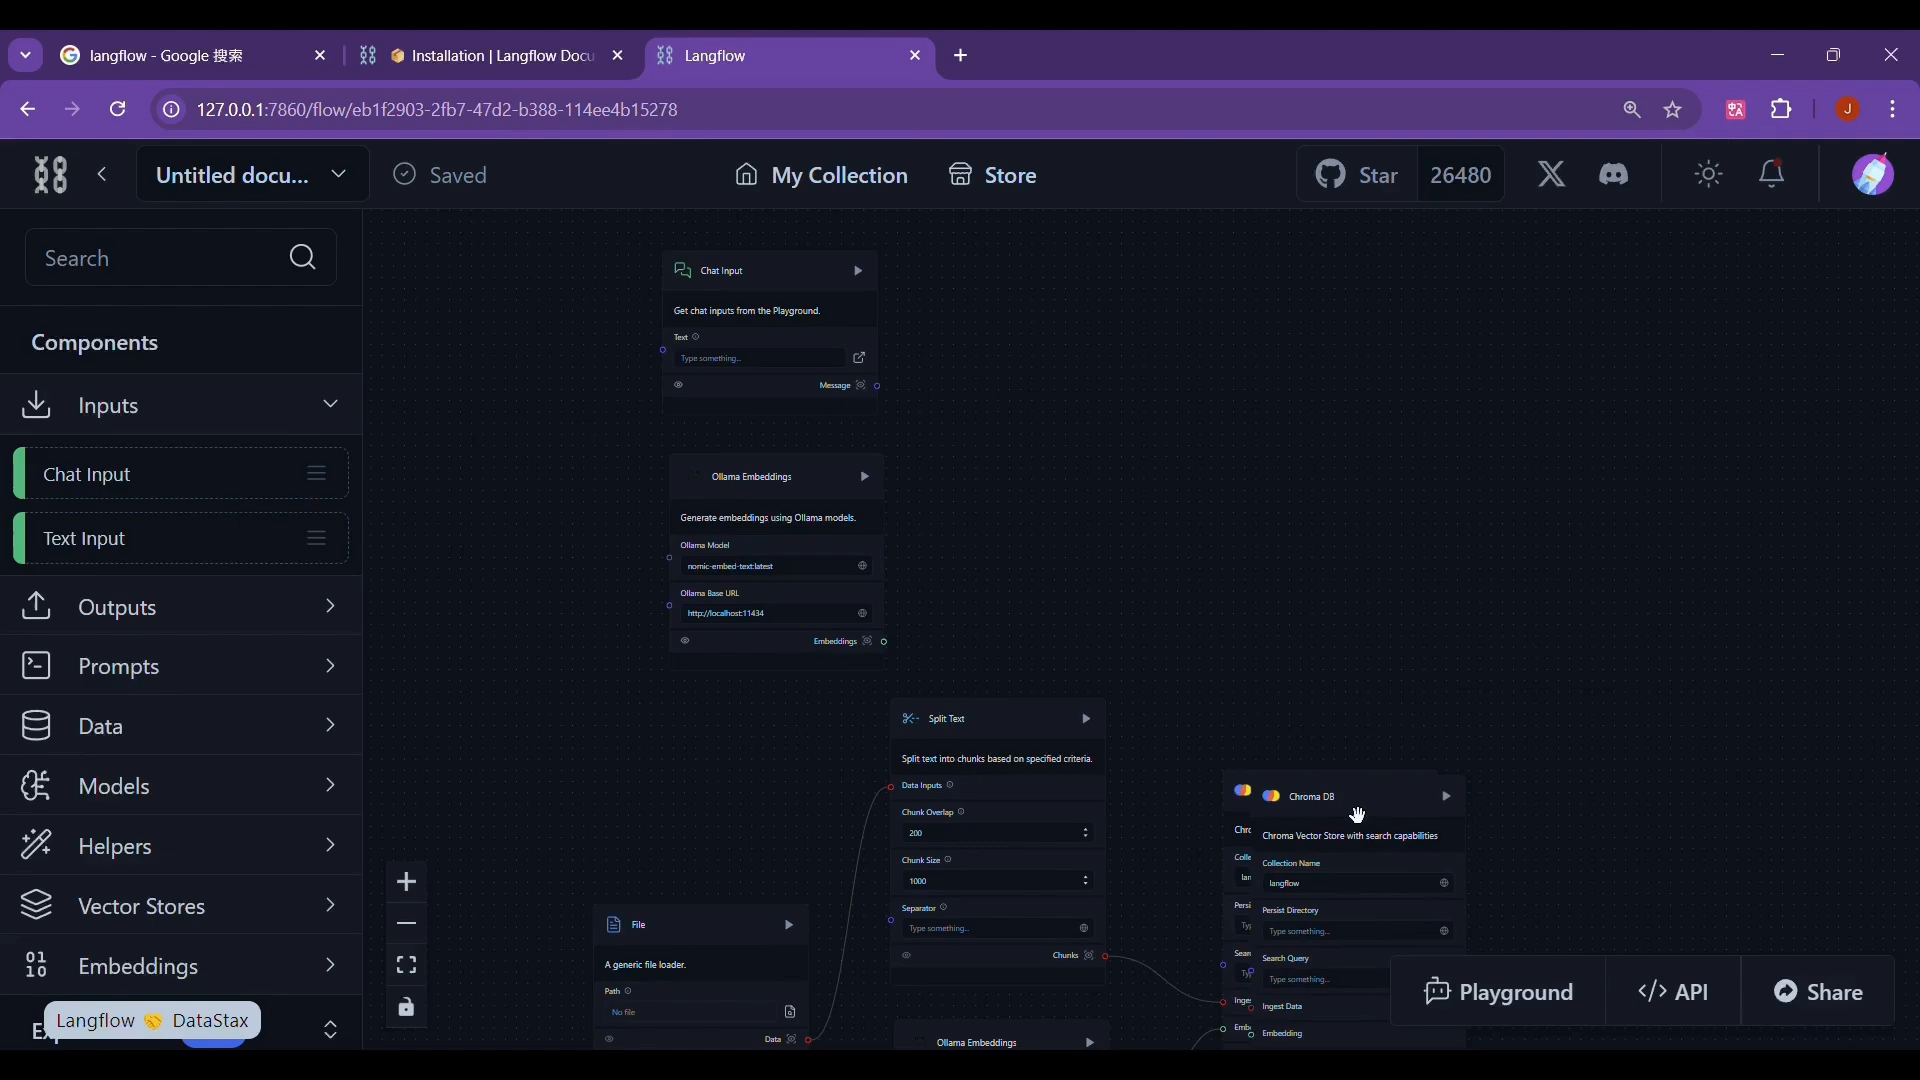 langflow - Google 搜索
Installation | Langflow Docu
Langflow
127.0.0.1:7860/flow/eb1f2903-2fb7-47d2-b388-114ee4b15278
J
Untitled docu...
Saved
My Collection
Store
Star
26480
Search
Components
Inputs
Chat Input
Text Input
Outputs
Prompts
Data
Models
Helpers
Vector Stores
Embeddings
Langflow 🤝 DataStax
Chat Input
Get chat inputs from the Playground.
Text
Type something...
Message
Ollama Embeddings
Generate embeddings using Ollama models.
Ollama Model
nomic-embed-text:latest
Ollama Base URL
http://localhost:11434
Embeddings
Split Text
Split text into chunks based on specified criteria.
Data Inputs
Chunk Overlap
200
Chunk Size
1000
Separator
Type something...
Chunks
File
A generic file loader.
Path
No file
Data
Ollama Embeddings
Chroma DB
Chroma Vector Store with search capabilities
Collection Name
langflow
Persist Directory
Type something...
Search Query
Type something...
Ingest Data
Embedding
Playground
</> API
Share